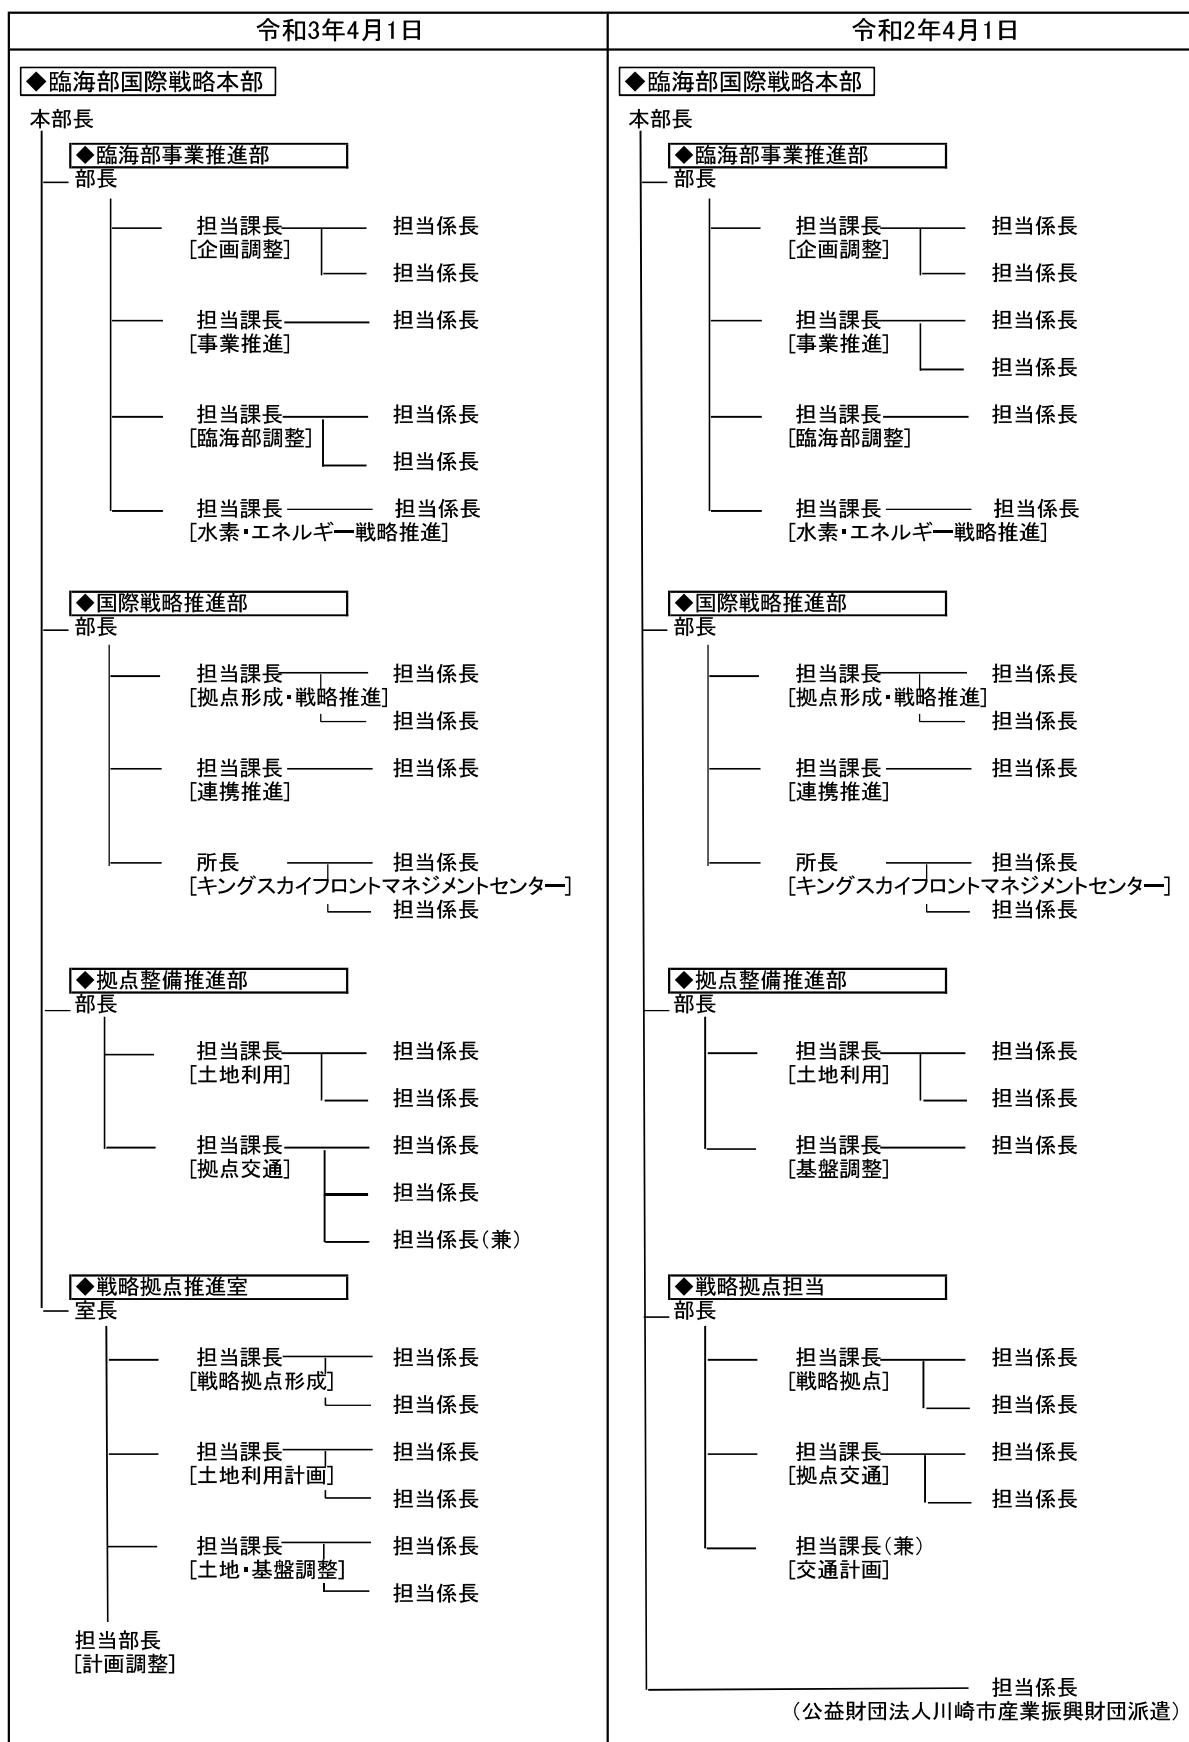 令和3年4月1日
◆臨海部国際戦略本部
本部長
◆臨海部事業推進部
部長
担当課長 担当係長
[企画調整]
担当係長
担当課長 担当係長
[事業推進]
担当課長 担当係長
[臨海部調整]
担当係長
担当課長 担当係長
[水素・エネルギー戦略推進]
◆国際戦略推進部
部長
担当課長 担当係長
[拠点形成・戦略推進]
担当係長
担当課長 担当係長
[連携推進]
所長 担当係長
[キングスカイフロントマネジメントセンター]
担当係長
◆拠点整備推進部
部長
担当課長 担当係長
[土地利用]
担当係長
担当課長 担当係長
[拠点交通]
担当係長
担当係長(兼)
◆戦略拠点推進室
室長
担当課長 担当係長
[戦略拠点形成]
担当係長
担当課長 担当係長
[土地利用計画]
担当係長
担当課長 担当係長
[土地・基盤調整]
担当係長
担当部長
[計画調整]
令和2年4月1日
◆臨海部国際戦略本部
本部長
◆臨海部事業推進部
部長
担当課長 担当係長
[企画調整]
担当係長
担当課長 担当係長
[事業推進]
担当係長
担当課長 担当係長
[臨海部調整]
担当課長 担当係長
[水素・エネルギー戦略推進]
◆国際戦略推進部
部長
担当課長 担当係長
[拠点形成・戦略推進]
担当係長
担当課長 担当係長
[連携推進]
所長 担当係長
[キングスカイフロントマネジメントセンター]
担当係長
◆拠点整備推進部
部長
担当課長 担当係長
[土地利用]
担当係長
担当課長 担当係長
[基盤調整]
◆戦略拠点担当
部長
担当課長 担当係長
[戦略拠点]
担当係長
担当課長 担当係長
[拠点交通]
担当係長
担当課長(兼)
[交通計画]
担当係長
(公益財団法人川崎市産業振興財団派遣)